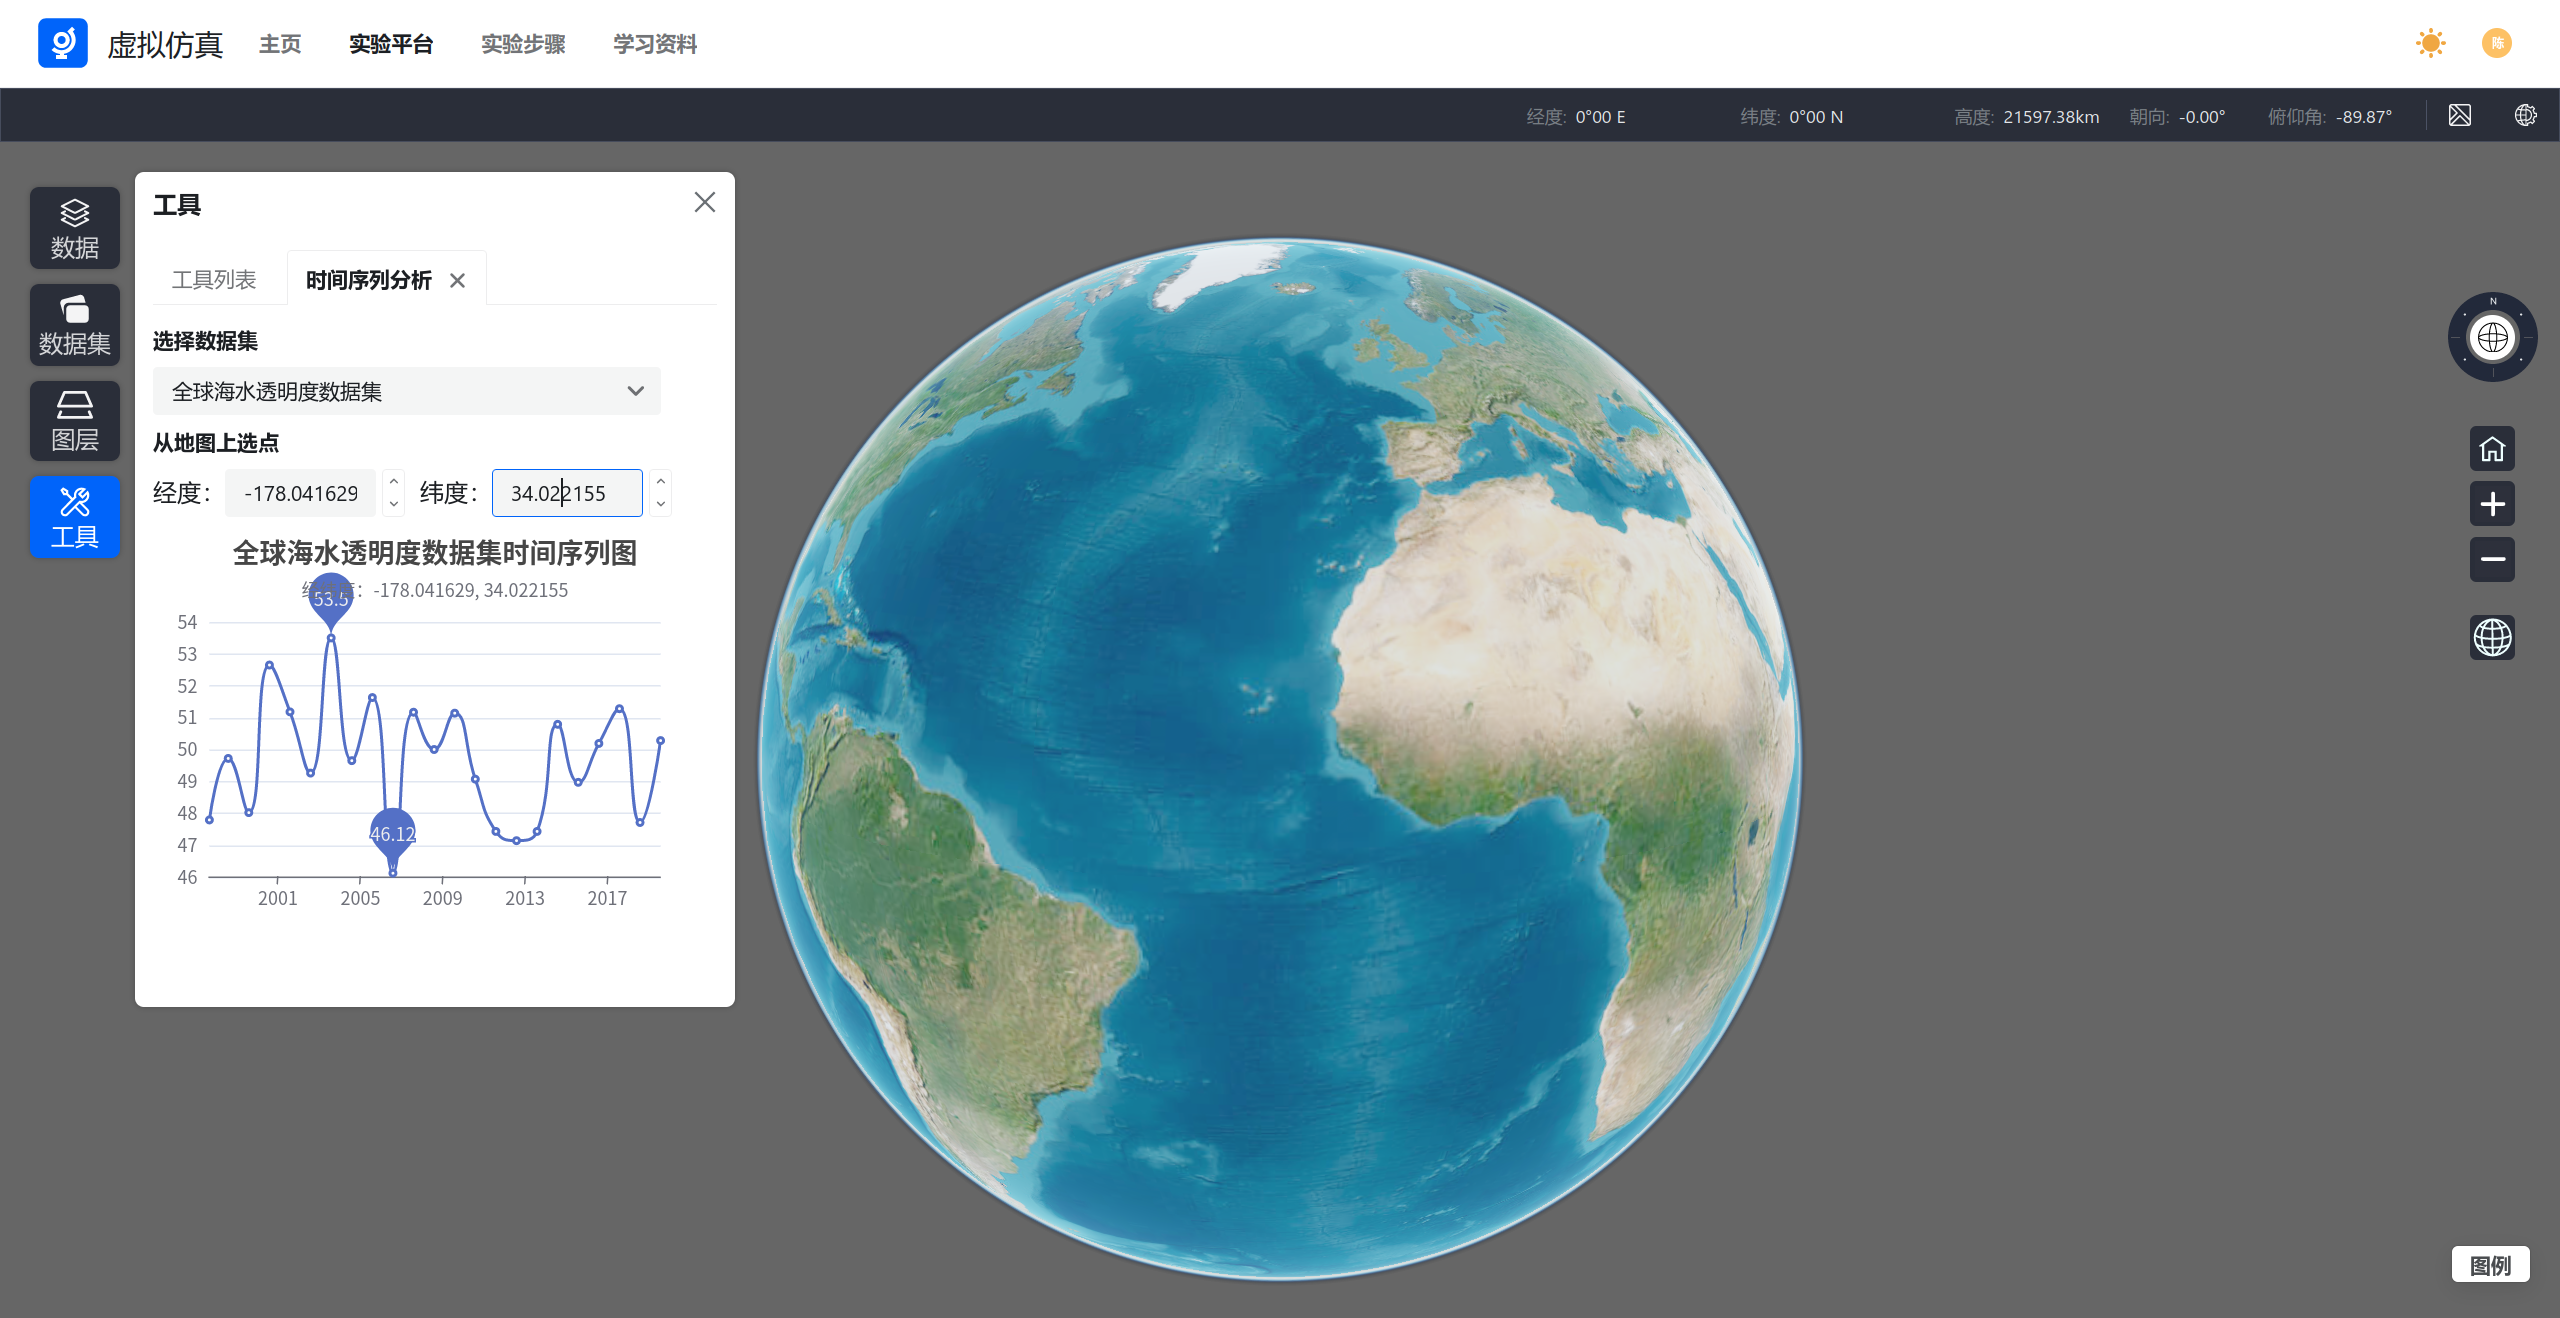 虚拟仿真 主页 实验平台 实验步骤 学习资料 陈
经度: 0°00 E 纬度: 0°00 N 高度: 21597.38km 朝向: -0.00° 俯仰角: -89.87°
数据
数据集
图层
工具
工具
工具列表 时间序列分析
选择数据集
全球海水透明度数据集
从地图上选点
经度： -178.041629 纬度： 34.022155
全球海水透明度数据集时间序列图
-178.041629, 34.022155
53.5
54
53
52
51
50
49
48
47
46
46.12
2001 2005 2009 2013 2017
N
图例